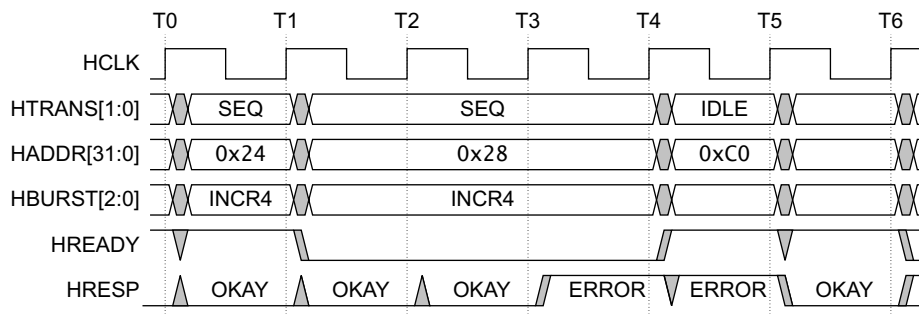 T0 T1 T2 T3 T4 T5 T6
HCLK
HTRANS[1:0] SEQ SEQ IDLE
HADDR[31:0] 0x24 0x28 0xC0
HBURST[2:0] INCR4 INCR4
HREADY
HRESP OKAY OKAY OKAY ERROR ERROR OKAY